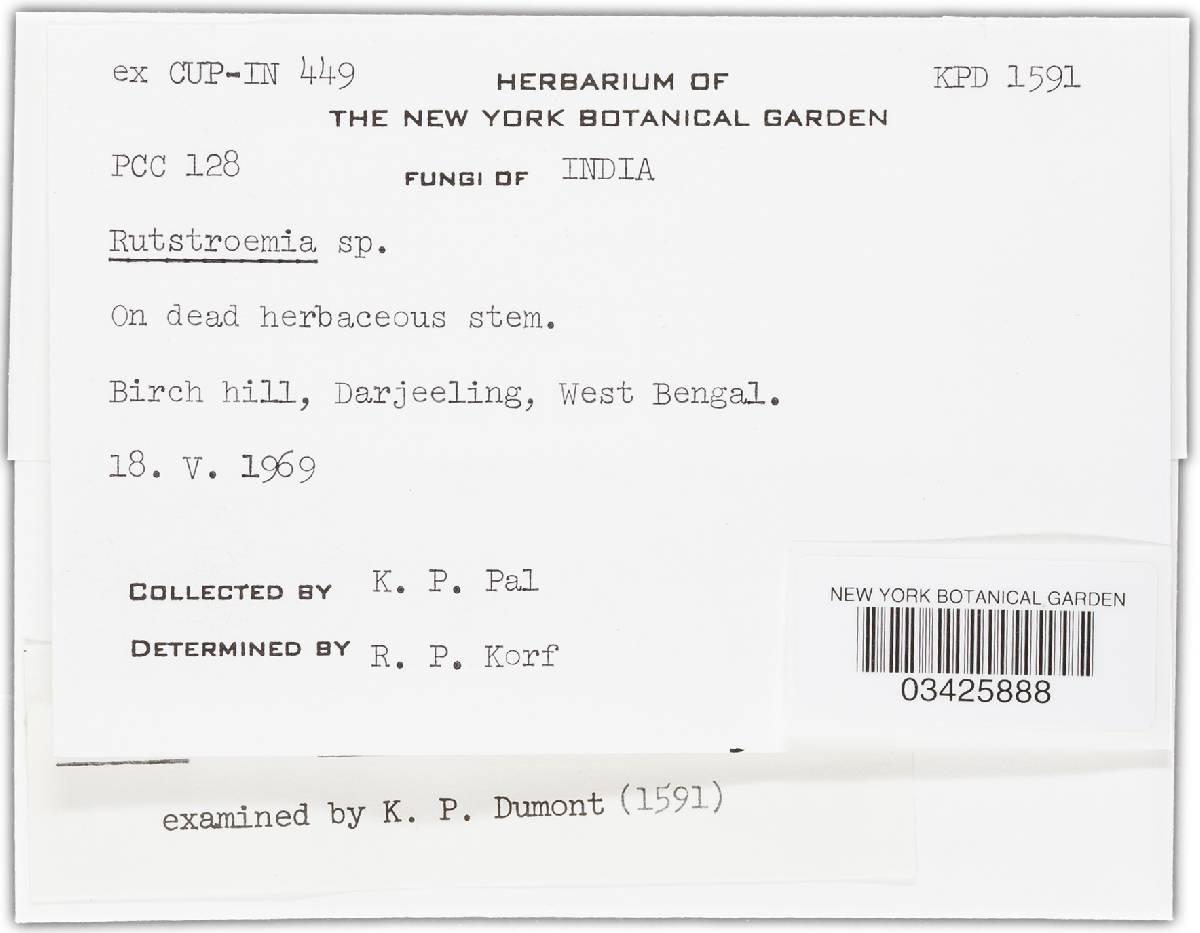 ex CUP-IN 449
HERBARIUM OF
KPD 1591
THE NEW YORK BOTANICAL GARDEN
PCC 128
FUNGI OF INDIA
Rutstroemia sp.
On dead herbaceous stem.
Birch hill, Darjeeling, West Bengal.
18. V. 1969
COLLECTED BY K. P. Pal
DETERMINED BY R. P. Korf
NEW YORK BOTANICAL GARDEN
03425888
examined by K. P. Dumont (1591)